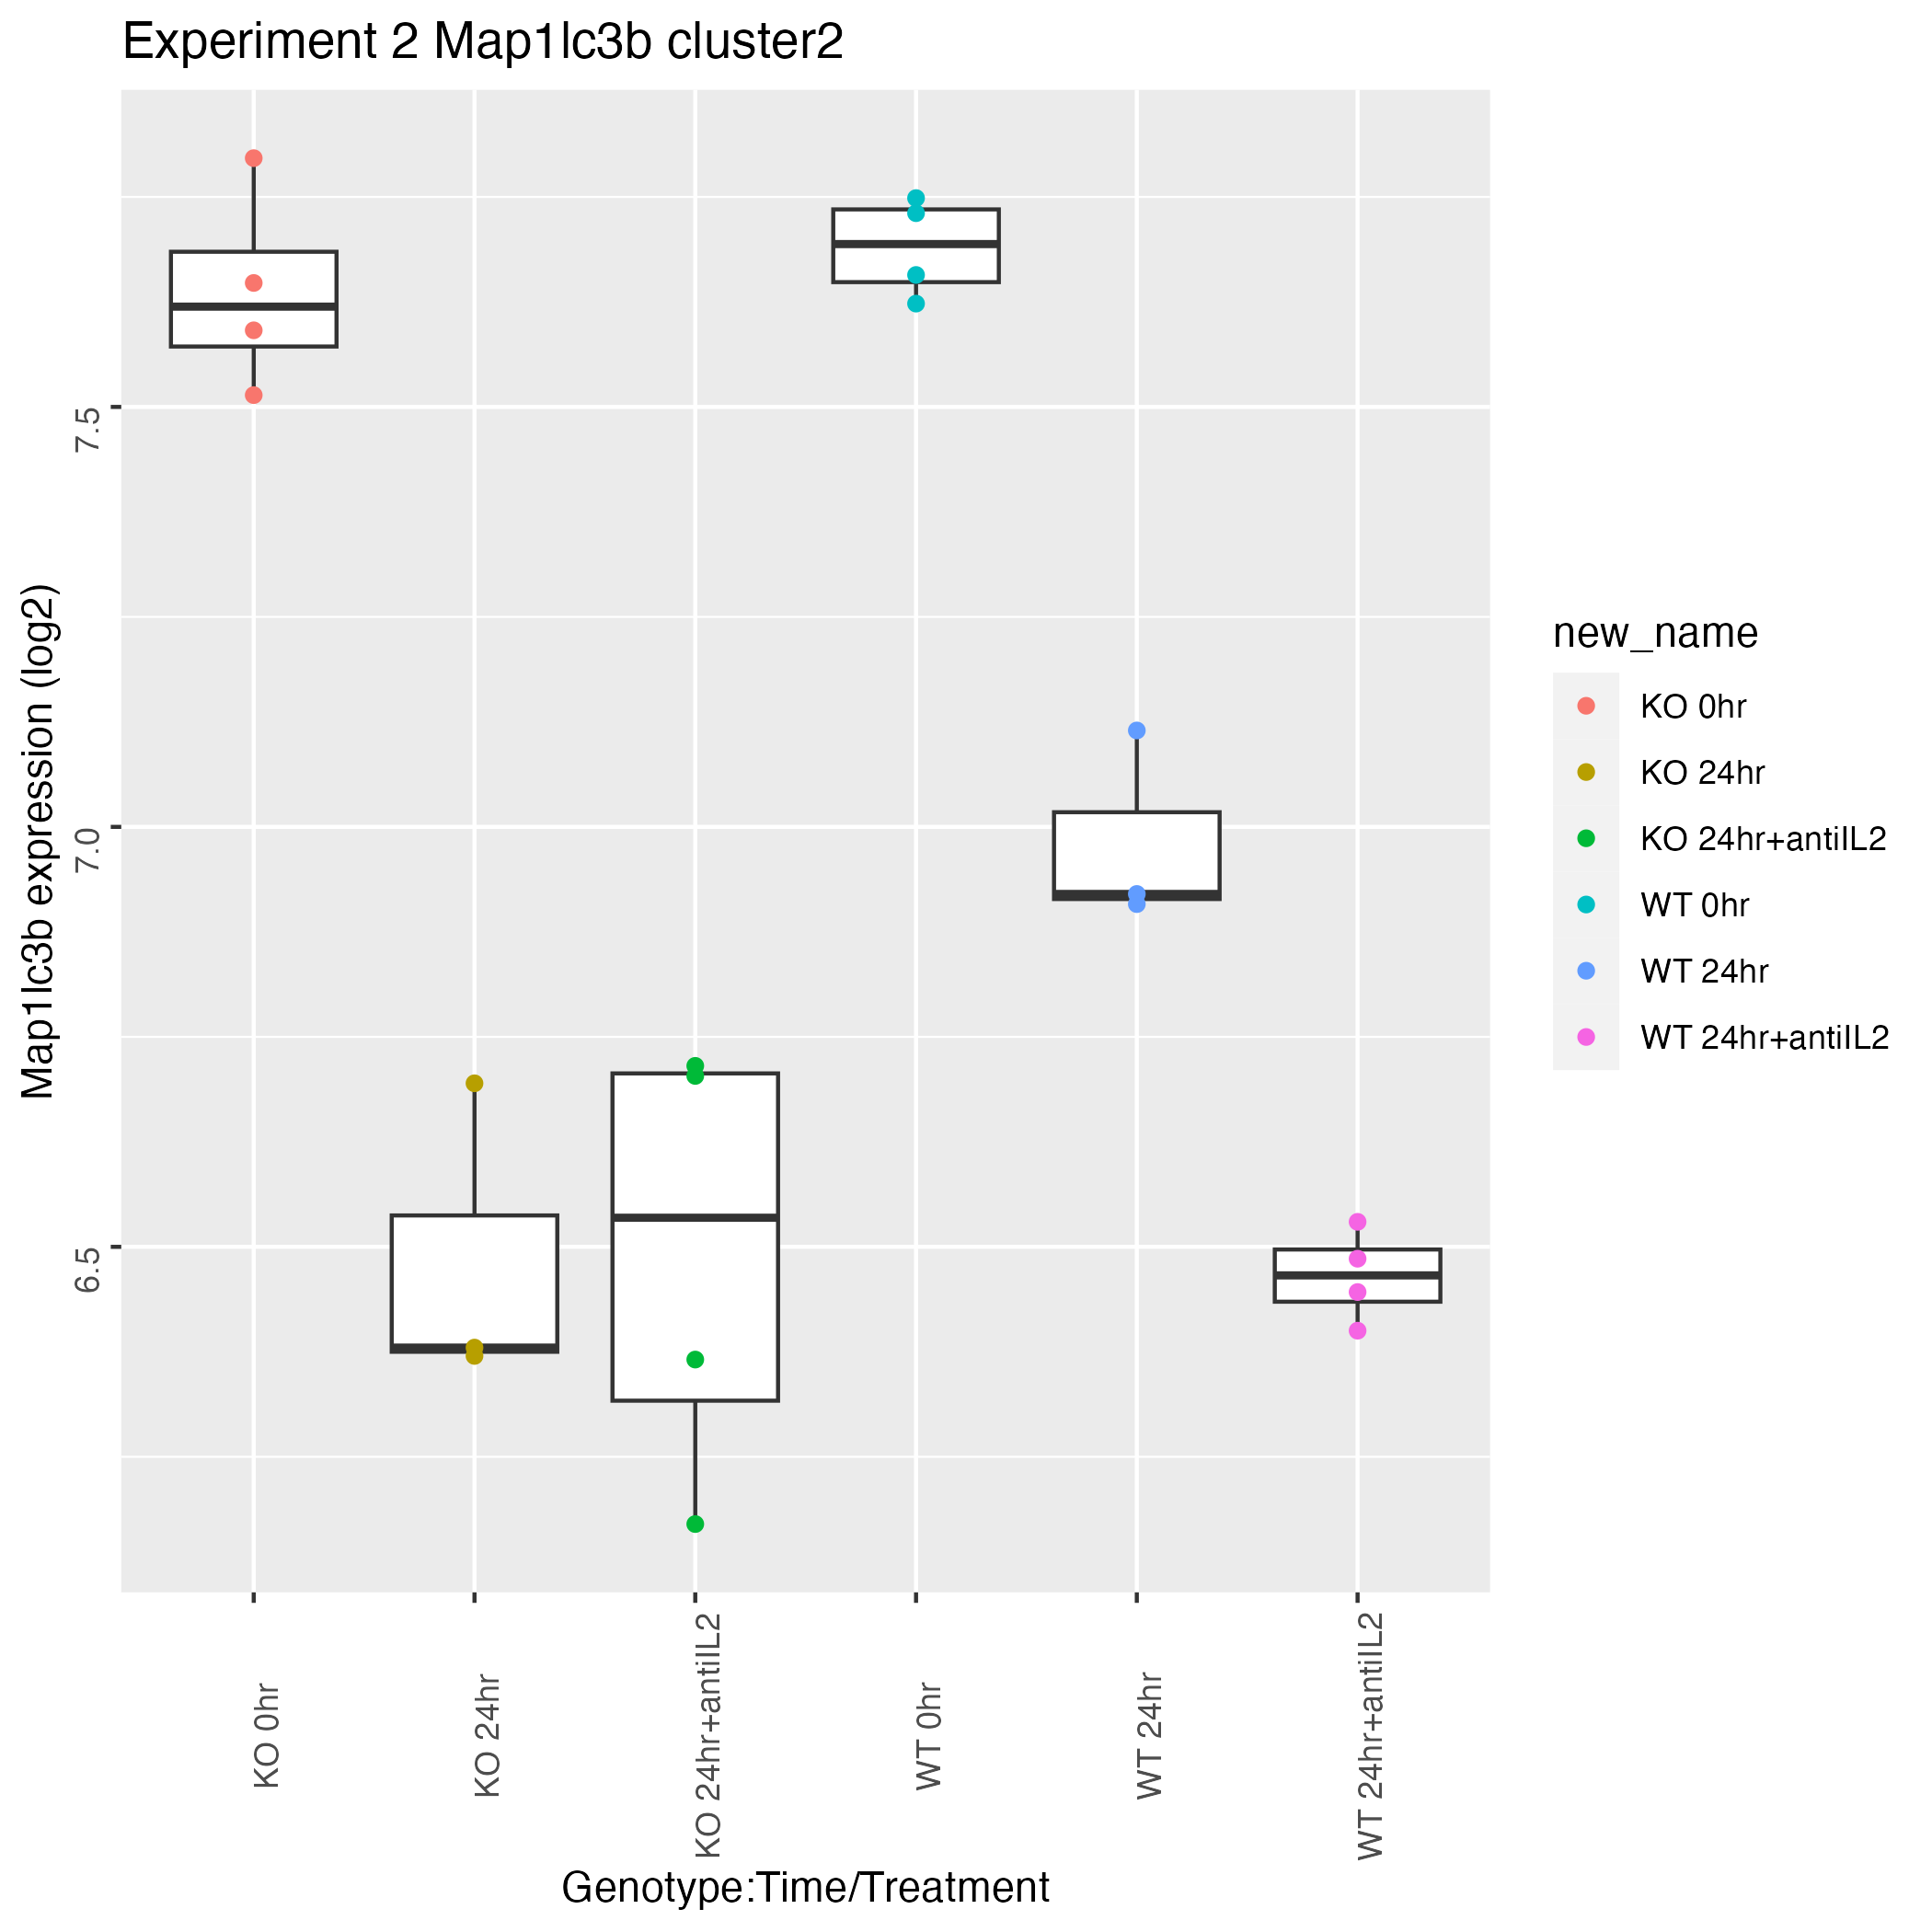 Experiment 2 Map1lc3b cluster2
Map1lc3b expression (log2)
7.5
7.0
6.5
KO 0hr
KO 24hr
KO 24hr+antiIL2
WT 0hr
WT 24hr
WT 24hr+antiIL2
Genotype:Time/Treatment
new_name
KO 0hr
KO 24hr
KO 24hr+antiIL2
WT 0hr
WT 24hr
WT 24hr+antiIL2